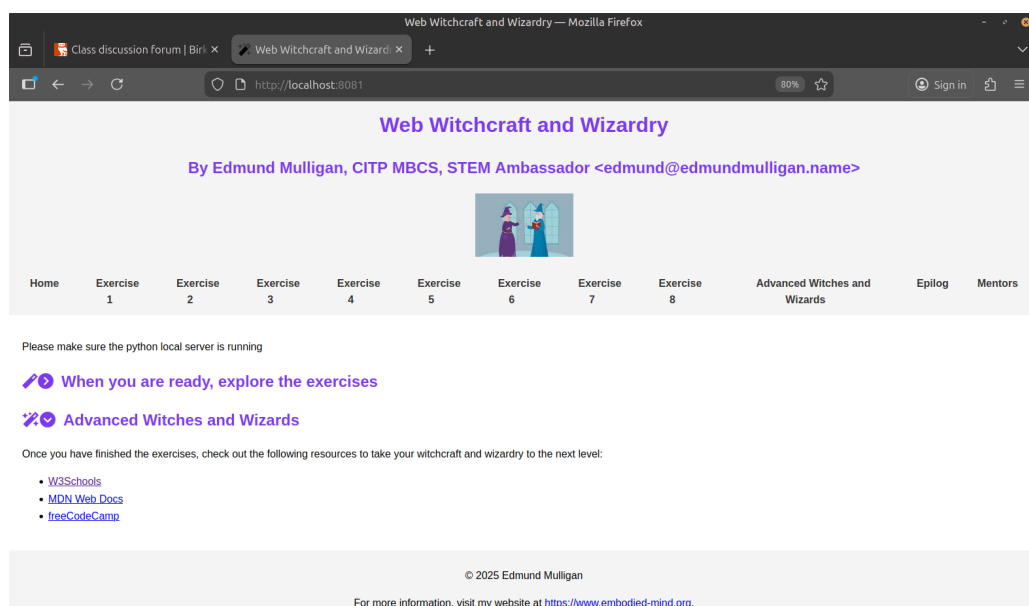 Web Witchcraft and Wizardry — Mozilla Firefox
Class discussion forum | Birk
Web Witchcraft and Wizard
http://localhost:8081
80%
Sign in
Web Witchcraft and Wizardry
By Edmund Mulligan, CITP MBCS, STEM Ambassador <edmund@edmundmulligan.name>
Home Exercise 1 Exercise 2 Exercise 3 Exercise 4 Exercise 5 Exercise 6 Exercise 7 Exercise 8 Advanced Witches and Wizards Epilog Mentors
Please make sure the python local server is running
When you are ready, explore the exercises
Advanced Witches and Wizards
Once you have finished the exercises, check out the following resources to take your witchcraft and wizardry to the next level:
• W3Schools
• MDN Web Docs
• freeCodeCamp
© 2025 Edmund Mulligan
For more information, visit my website at https://www.embodied-mind.org.